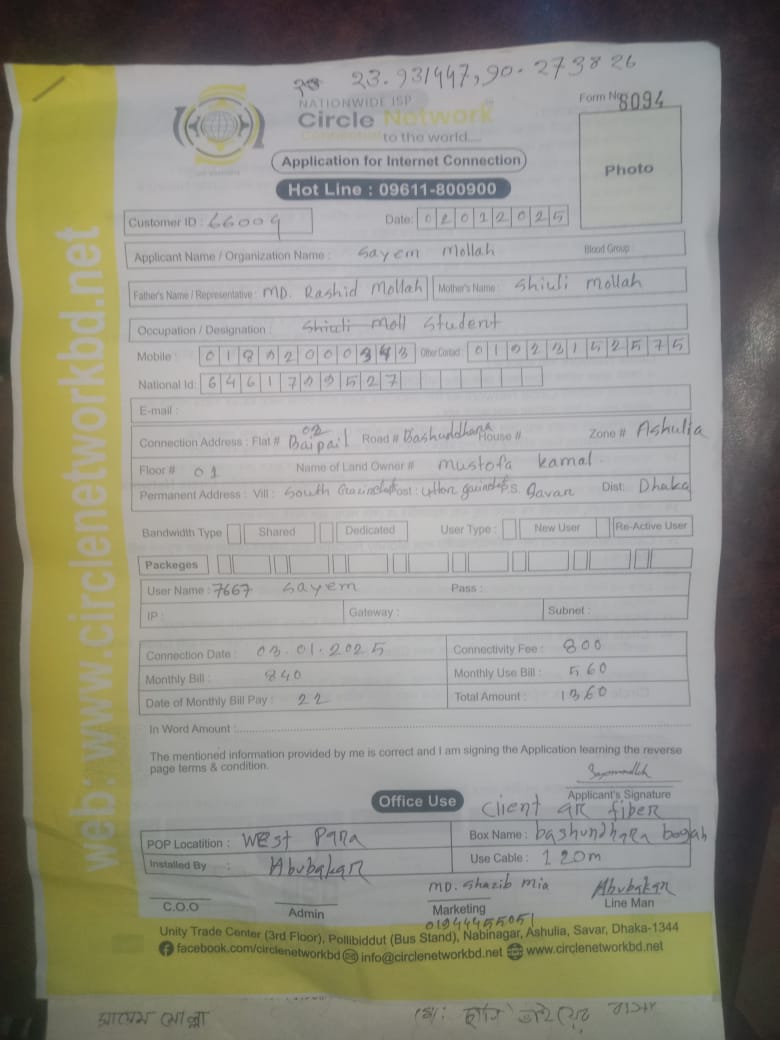 23.931447, 90.273826
NATIONWIDE ISP
Circle Network
Connected to the world....
Form No 8094
Application for Internet Connection
Photo
Hot Line : 09611-800900
Customer ID : 66009
Date: 02012025
Applicant Name / Organization Name : Sayem Mollah Blood Group
Father's Name / Representative : MD. Rashid Mollah Mother's Name : Shiuli Mollah
Occupation / Designation : Shiuli Moll Student
Mobile : Other Contact :
National Id:
E-mail :
Connection Address : Flat # 02 Baipail Road # Bashundhara House # Zone # Ashulia
Floor # 01 Name of Land Owner # mustofa kamal
Permanent Address : Vill : South Post : P.S. Savar Dist: Dhaka
Bandwidth Type Shared Dedicated User Type : New User Re-Active User
Packeges
User Name : 7667 Sayem Pass :
IP : Gateway : Subnet :
Connection Date : 03.01.2025 Connectivity Fee : 800
Monthly Bill : 840 Monthly Use Bill : 560
Date of Monthly Bill Pay : 22 Total Amount : 1360
In Word Amount :
The mentioned information provided by me is correct and I am signing the Application learning the reverse
page terms & condition.
Applicant's Signature
Office Use
Client fiber
POP Locatition : WEST PARA Box Name : bashundhara
Installed By : Abubakar Use Cable : 120m
MD. Shazib Mia Abubakar
C.O.O Admin Marketing Line Man
01944455051
Unity Trade Center (3rd Floor), Pollibiddut (Bus Stand), Nabinagar, Ashulia, Savar, Dhaka-1344
facebook.com/circlenetworkbd info@circlenetworkbd.net www.circlenetworkbd.net
web: www.circlenetworkbd.net
সায়েম মোল্লা